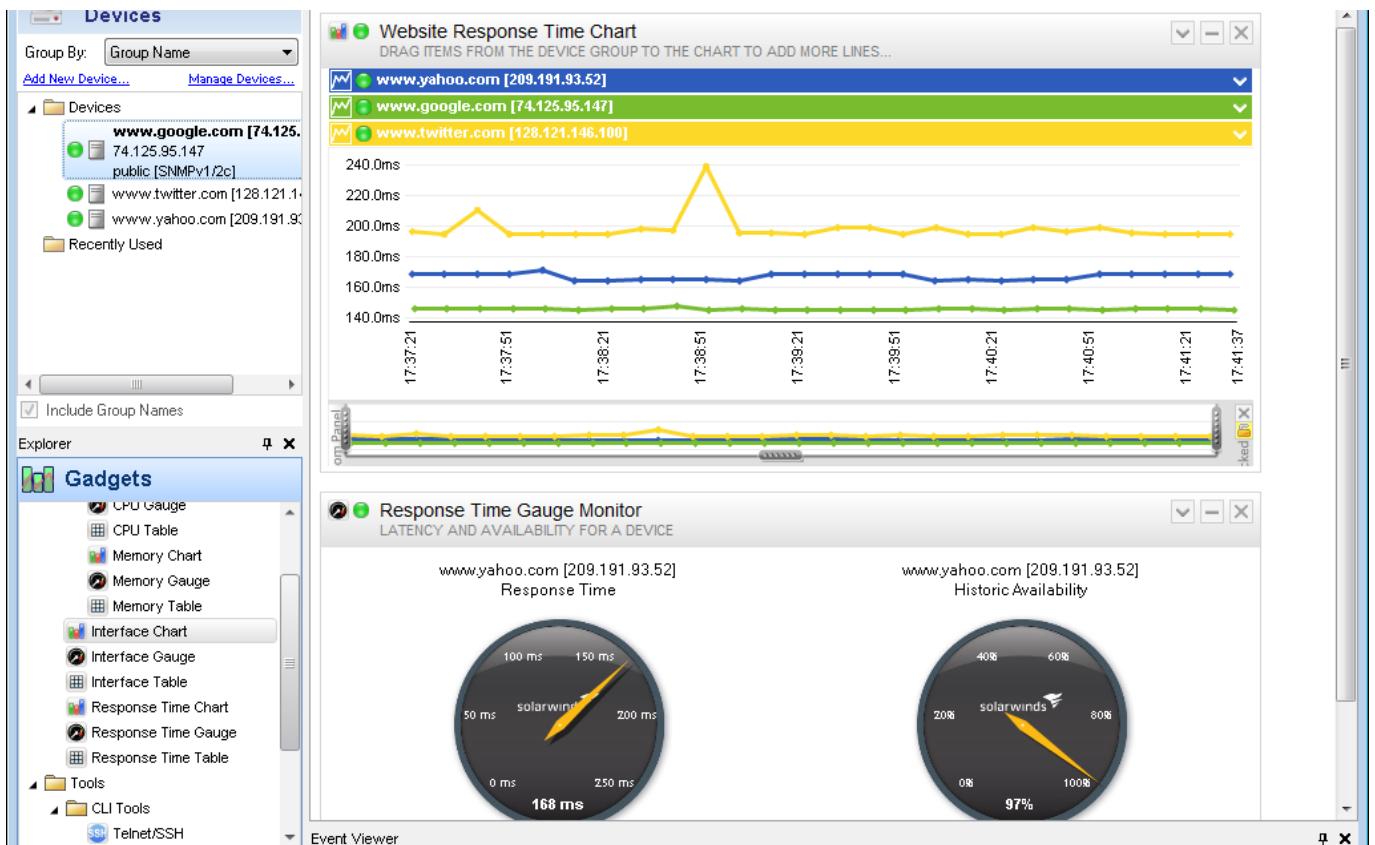 Devices
Group By: Group Name
Add New Device... Manage Devices...
Devices
www.google.com [74.125.
74.125.95.147
public [SNMPv1/2c]
www.twitter.com [128.121.1
www.yahoo.com [209.191.9
Recently Used
Include Group Names
Explorer
Gadgets
CPU Gauge
CPU Table
Memory Chart
Memory Gauge
Memory Table
Interface Chart
Interface Gauge
Interface Table
Response Time Chart
Response Time Gauge
Response Time Table
Tools
CLI Tools
SSH Telnet/SSH
Website Response Time Chart
DRAG ITEMS FROM THE DEVICE GROUP TO THE CHART TO ADD MORE LINES...
www.yahoo.com [209.191.93.52]
www.google.com [74.125.95.147]
www.twitter.com [128.121.146.100]
240.0ms
220.0ms
200.0ms
180.0ms
160.0ms
140.0ms
17:37:21 17:37:51 17:38:21 17:38:51 17:39:21 17:39:51 17:40:21 17:40:51 17:41:21 17:41:37
om Panel
cked
Response Time Gauge Monitor
LATENCY AND AVAILABILITY FOR A DEVICE
www.yahoo.com [209.191.93.52]
Response Time
100 ms 150 ms
solarwinds
50 ms 200 ms
0 ms 250 ms
168 ms
www.yahoo.com [209.191.93.52]
Historic Availability
40% 60%
solarwinds
20% 80%
0% 100%
97%
Event Viewer